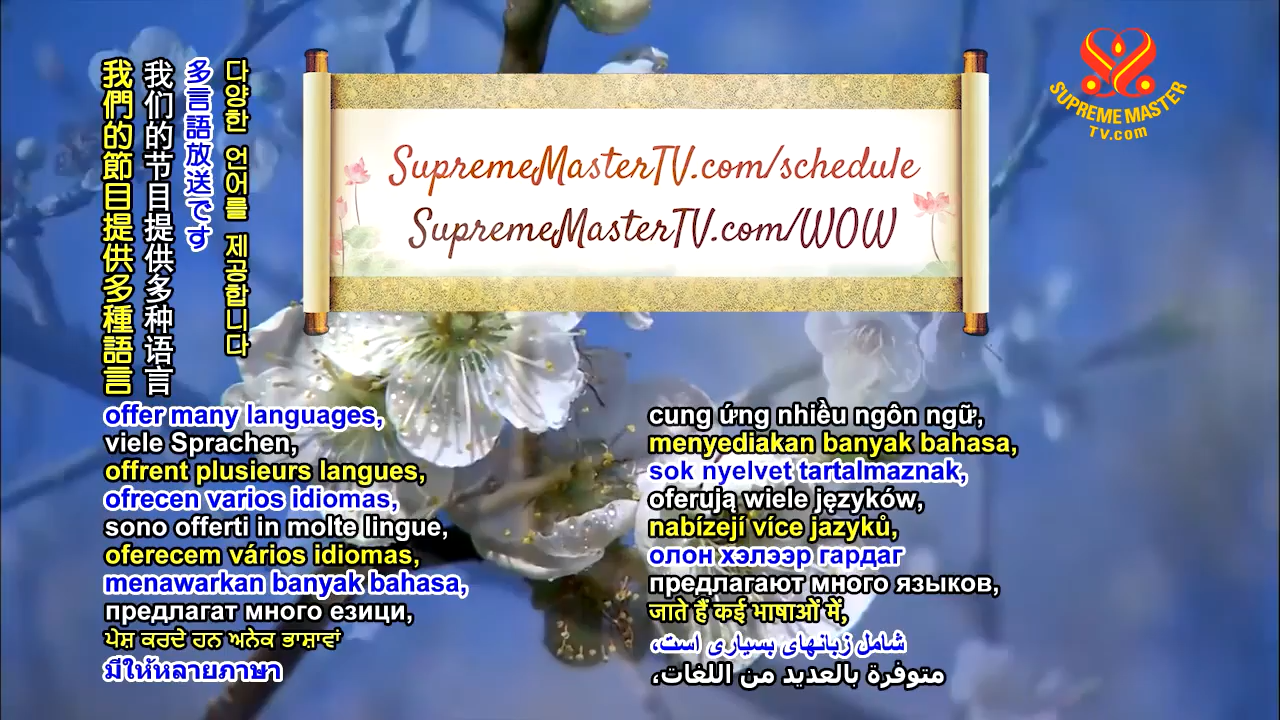 我們的節目提供多種語言
我们的节目提供多种语言
多言語放送です
다양한 언어를 제공합니다
SupremeMasterTV.com/schedule
SupremeMasterTV.com/WOW
SUPREME MASTER
TV.com
offer many languages,
viele Sprachen,
offrent plusieurs langues,
ofrecen varios idiomas,
sono offerti in molte lingue,
oferecem vários idiomas,
menawarkan banyak bahasa,
предлагат много езици,
ਪੇਸ਼ ਕਰਦੇ ਹਨ ਅਨੇਕ ਭਾਸ਼ਾਵਾਂ
มีให้หลายภาษา
cung ứng nhiều ngôn ngữ,
menyediakan banyak bahasa,
sok nyelvet tartalmaznak,
oferują wiele języków,
nabízejí více jazyků,
олон хэлээр гардаг
предлагают много языков,
जाते हैं कई भाषाओं में,
شامل زبانهای بسیاری است،
متوفرة بالعديد من اللغات،